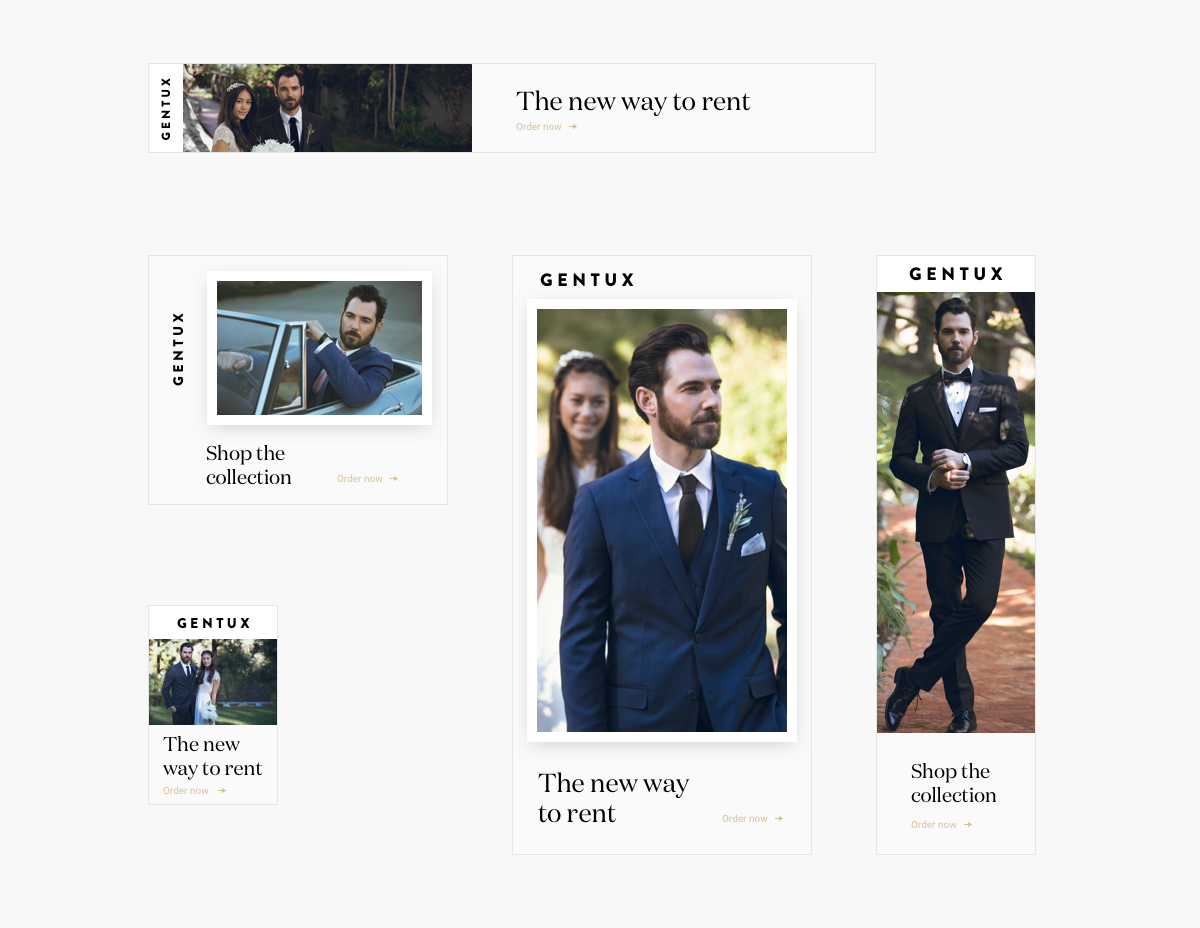 GENTUX
The new way to rent
Order now
GENTUX
Shop the
collection
Order now
GENTUX
The new way
to rent
Order now
GENTUX
Shop the
collection
Order now
GENTUX
The new
way to rent
Order now